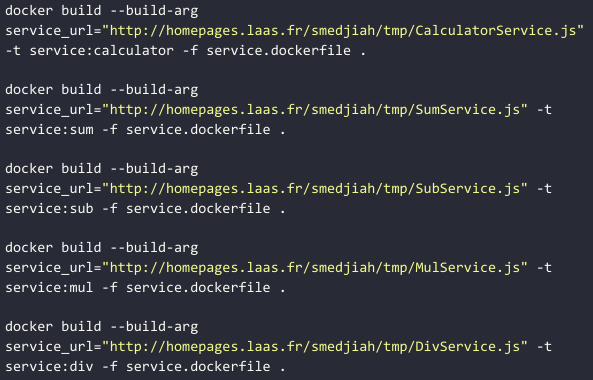 docker build --build-arg
service_url="http://homepages.laas.fr/smedjiah/tmp/CalculatorService.js"
-t service:calculator -f service.dockerfile .
docker build --build-arg
service_url="http://homepages.laas.fr/smedjiah/tmp/SumService.js" -t
service:sum -f service.dockerfile .
docker build --build-arg
service_url="http://homepages.laas.fr/smedjiah/tmp/SubService.js" -t
service:sub -f service.dockerfile .
docker build --build-arg
service_url="http://homepages.laas.fr/smedjiah/tmp/MulService.js" -t
service:mul -f service.dockerfile .
docker build --build-arg
service_url="http://homepages.laas.fr/smedjiah/tmp/DivService.js" -t
service:div -f service.dockerfile .